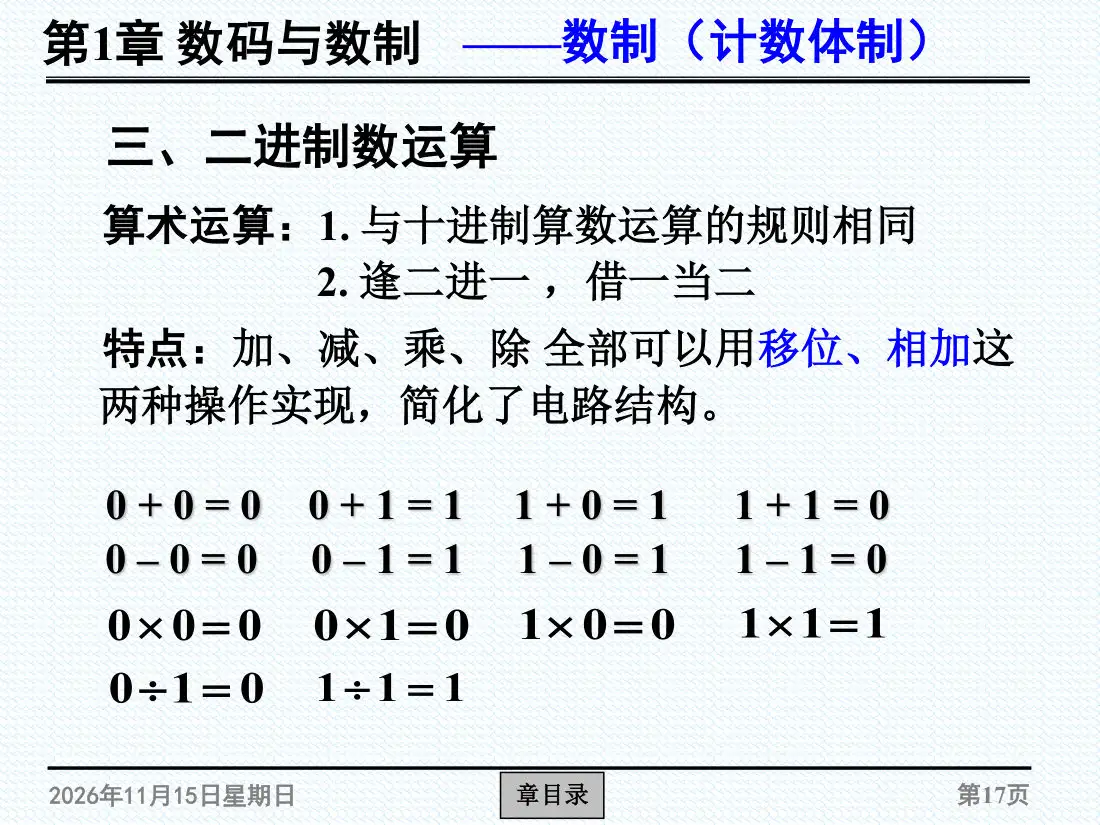 第1章 数码与数制 ——数制（计数体制）
三、二进制数运算
算术运算：1. 与十进制算数运算的规则相同
2. 逢二进一 ，借一当二
特点：加、减、乘、除 全部可以用移位、相加这
两种操作实现，简化了电路结构。
0 + 0 = 0 0 + 1 = 1 1 + 0 = 1 1 + 1 = 0
0 – 0 = 0 0 – 1 = 1 1 – 0 = 1 1 – 1 = 0
0×0=0 0×1=0 1×0=0 1×1=1
0÷1=0 1÷1=1
2026年11月15日星期日 章目录 第17页